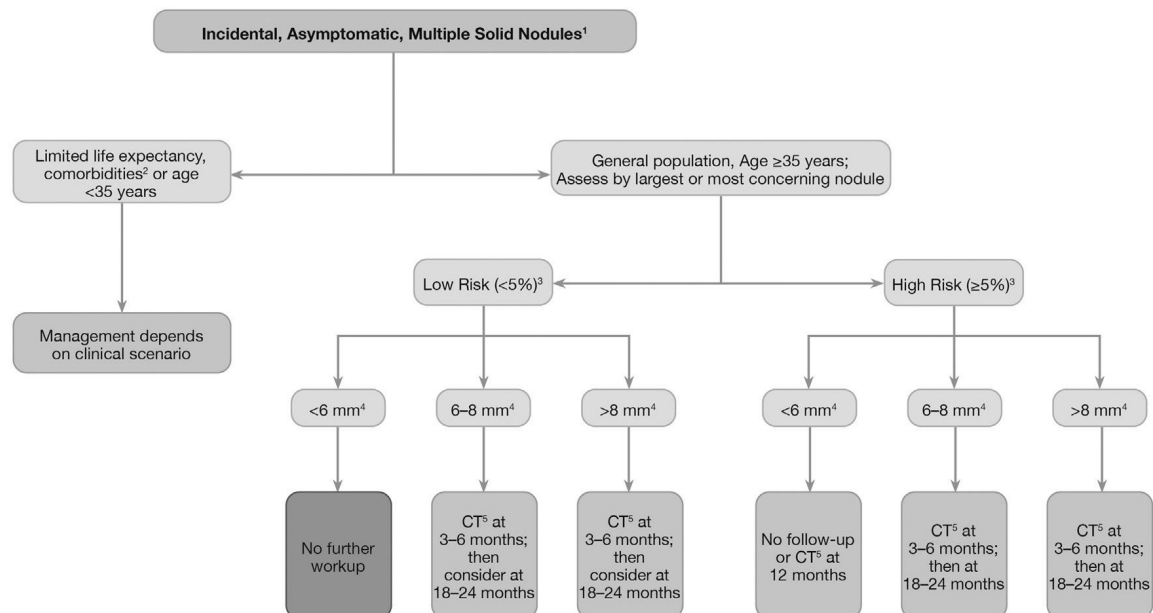 Incidental, Asymptomatic, Multiple Solid Nodules¹
Limited life expectancy,
comorbidities² or age
<35 years
General population, Age ≥35 years;
Assess by largest or most concerning nodule
Low Risk (<5%)³
High Risk (≥5%)³
Management depends
on clinical scenario
<6 mm⁴
6–8 mm⁴
>8 mm⁴
<6 mm⁴
6–8 mm⁴
>8 mm⁴
No further
workup
CT⁵ at
3–6 months;
then
consider at
18–24 months
CT⁵ at
3–6 months;
then
consider at
18–24 months
No follow-up
or CT⁵ at
12 months
CT⁵ at
3–6 months;
then at
18–24 months
CT⁵ at
3–6 months;
then at
18–24 months